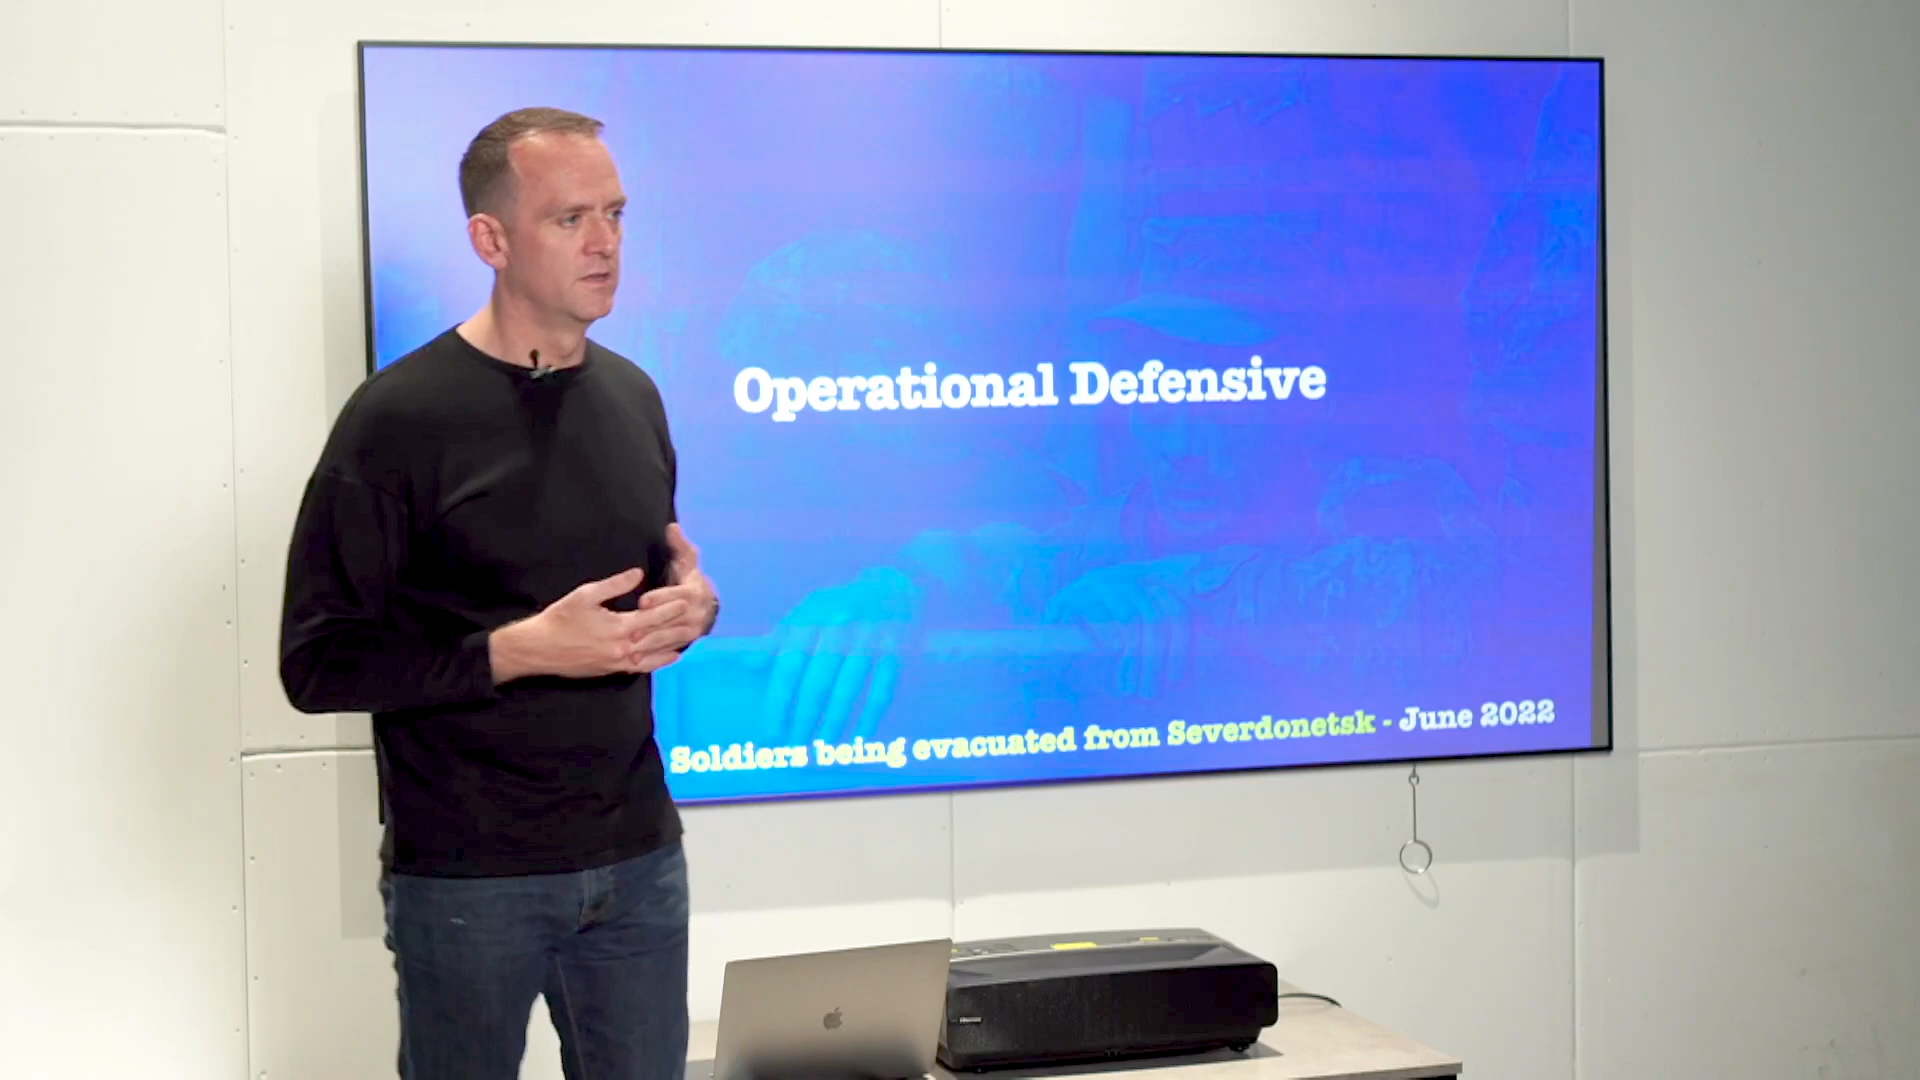 Operational Defensive
Soldiers being evacuated from Severdonetsk - June 2022